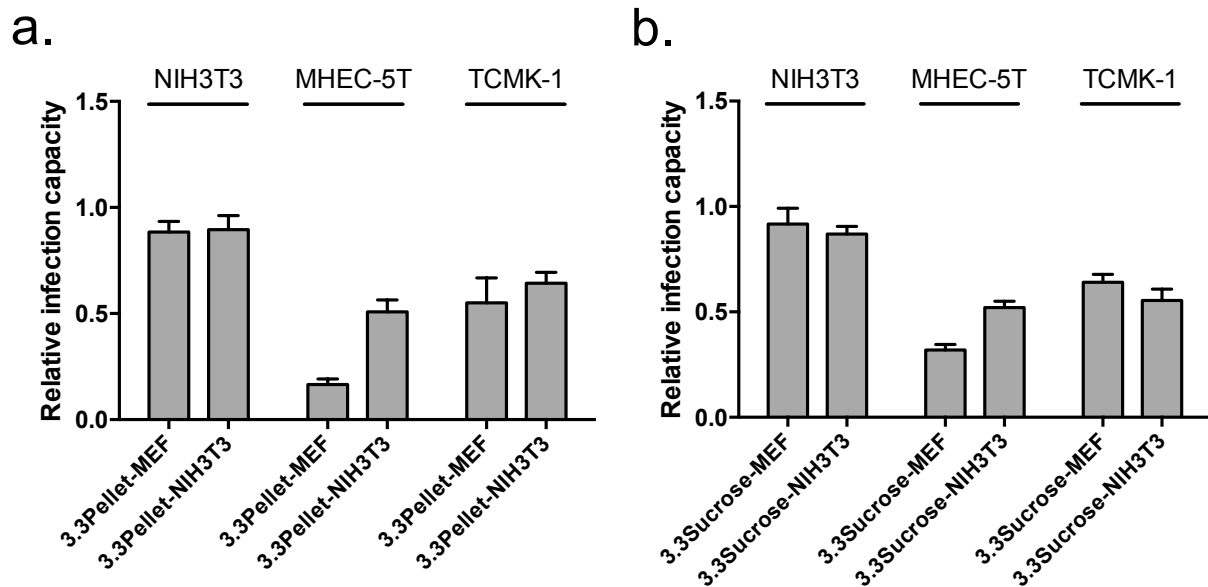 a.
NIH3T3 MHEC-5T TCMK-1
Relative infection capacity
1.5
1.0
0.5
0.0
3.3Pellet-MEF
3.3Pellet-NIH3T3
3.3Pellet-MEF
3.3Pellet-NIH3T3
3.3Pellet-MEF
3.3Pellet-NIH3T3
b.
NIH3T3 MHEC-5T TCMK-1
Relative infection capacity
1.5
1.0
0.5
0.0
3.3Sucrose-MEF
3.3Sucrose-NIH3T3
3.3Sucrose-MEF
3.3Sucrose-NIH3T3
3.3Sucrose-MEF
3.3Sucrose-NIH3T3